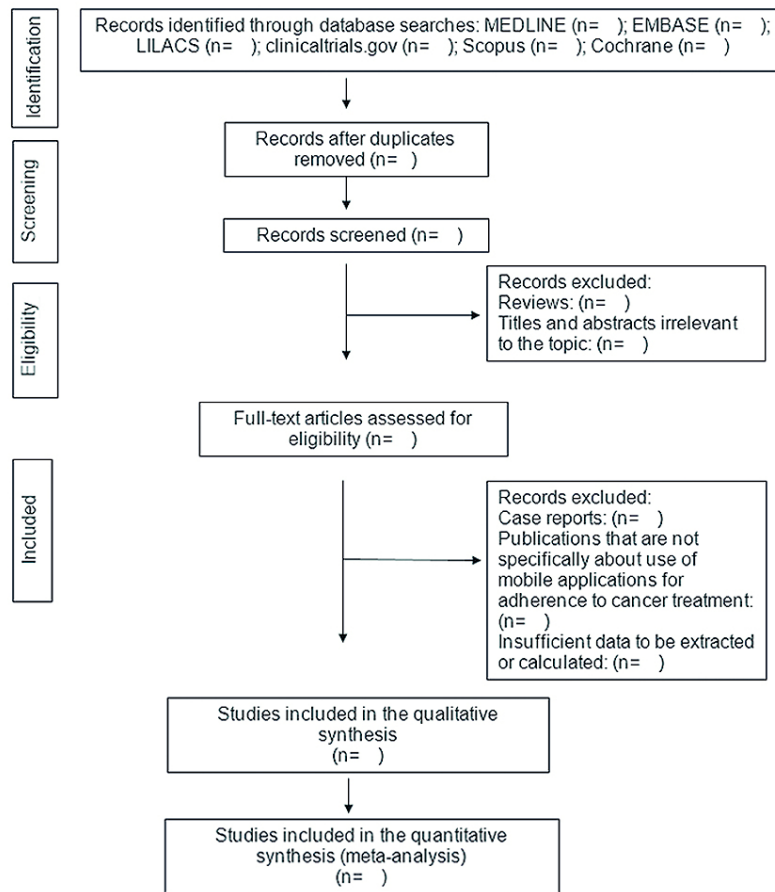 Identification
Records identified through database searches: MEDLINE (n=   ); EMBASE (n=   );
LILACS (n=   ); clinicaltrials.gov (n=   ); Scopus (n=   ); Cochrane (n=   )
Records after duplicates
removed (n=   )
Screening
Records screened (n=   )
Eligibility
Records excluded:
Reviews: (n=   )
Titles and abstracts irrelevant
to the topic: (n=   )
Full-text articles assessed for
eligibility (n=   )
Included
Records excluded:
Case reports: (n=   )
Publications that are not
specifically about use of
mobile applications for
adherence to cancer treatment:
(n=   )
Insufficient data to be extracted
or calculated: (n=   )
Studies included in the qualitative
synthesis
(n=   )
Studies included in the quantitative
synthesis (meta-analysis)
(n=   )